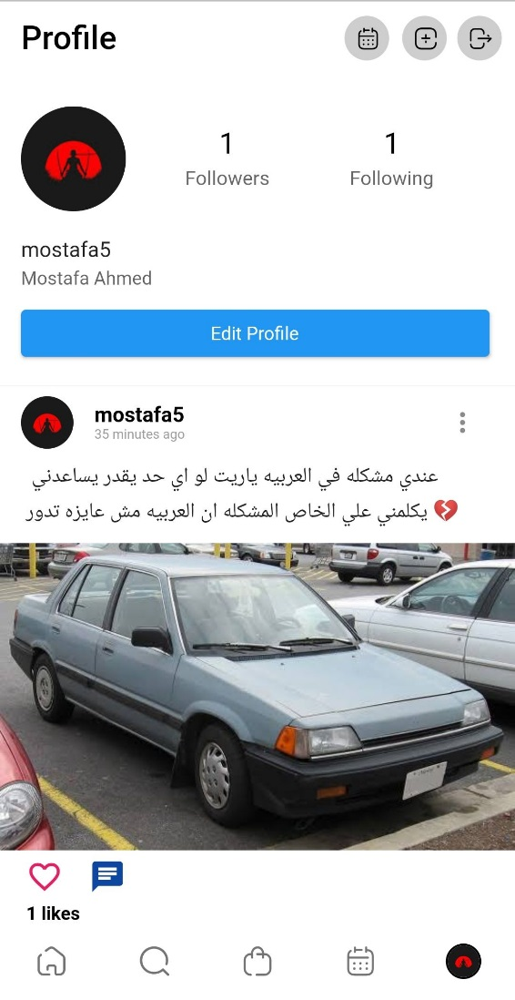 Profile
1
1
Followers
Following
mostafa5
Mostafa Ahmed
Edit Profile
mostafa5
35 minutes ago
عندي مشكله في العربيه ياريت لو اي حد يقدر يساعدني
يكلمني علي الخاص المشكله ان العربيه مش عايزه تدور 💔
1 likes